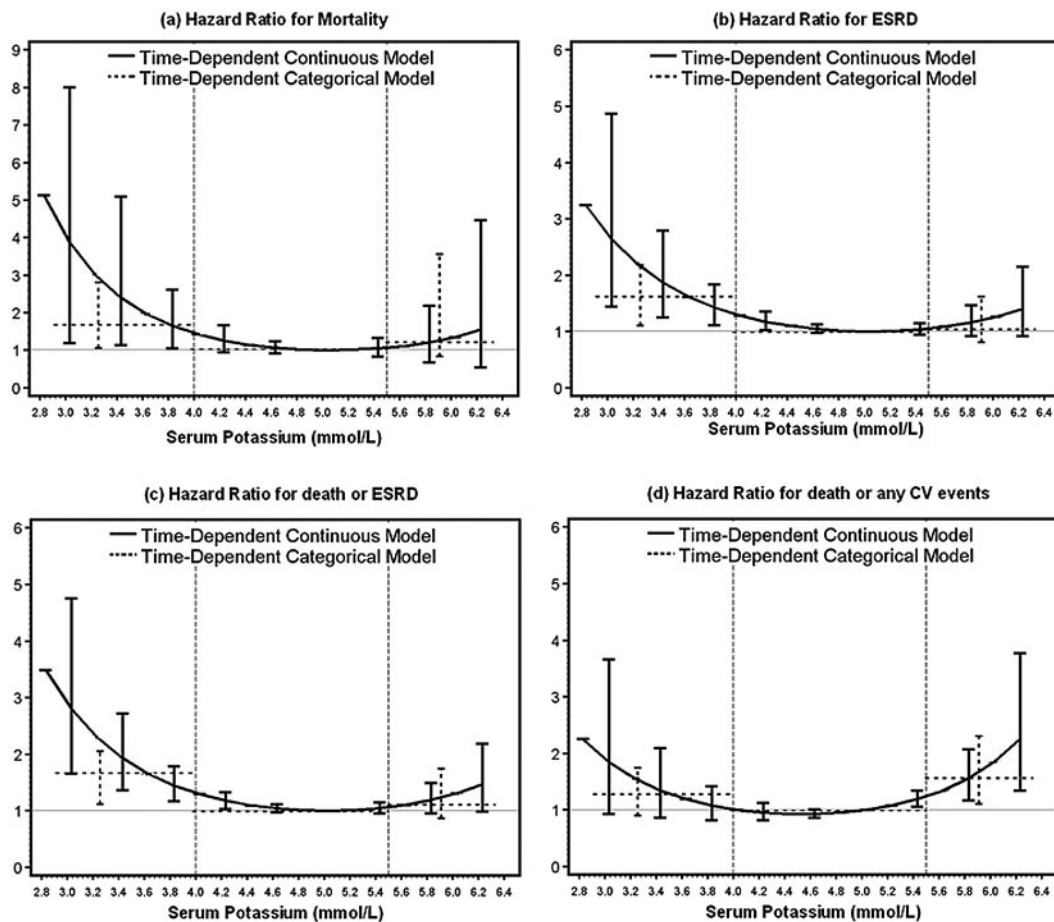 (a) Hazard Ratio for Mortality
9
8
7
6
5
4
3
2
1
0
Time-Dependent Continuous Model
Time-Dependent Categorical Model
2.8 3.0 3.2 3.4 3.6 3.8 4.0 4.2 4.4 4.6 4.8 5.0 5.2 5.4 5.6 5.8 6.0 6.2 6.4
Serum Potassium (mmol/L)
(b) Hazard Ratio for ESRD
6
5
4
3
2
1
0
Time-Dependent Continuous Model
Time-Dependent Categorical Model
2.8 3.0 3.2 3.4 3.6 3.8 4.0 4.2 4.4 4.6 4.8 5.0 5.2 5.4 5.6 5.8 6.0 6.2 6.4
Serum Potassium (mmol/L)
(c) Hazard Ratio for death or ESRD
6
5
4
3
2
1
0
Time-Dependent Continuous Model
Time-Dependent Categorical Model
2.8 3.0 3.2 3.4 3.6 3.8 4.0 4.2 4.4 4.6 4.8 5.0 5.2 5.4 5.6 5.8 6.0 6.2 6.4
Serum Potassium (mmol/L)
(d) Hazard Ratio for death or any CV events
6
5
4
3
2
1
0
Time-Dependent Continuous Model
Time-Dependent Categorical Model
2.8 3.0 3.2 3.4 3.6 3.8 4.0 4.2 4.4 4.6 4.8 5.0 5.2 5.4 5.6 5.8 6.0 6.2 6.4
Serum Potassium (mmol/L)